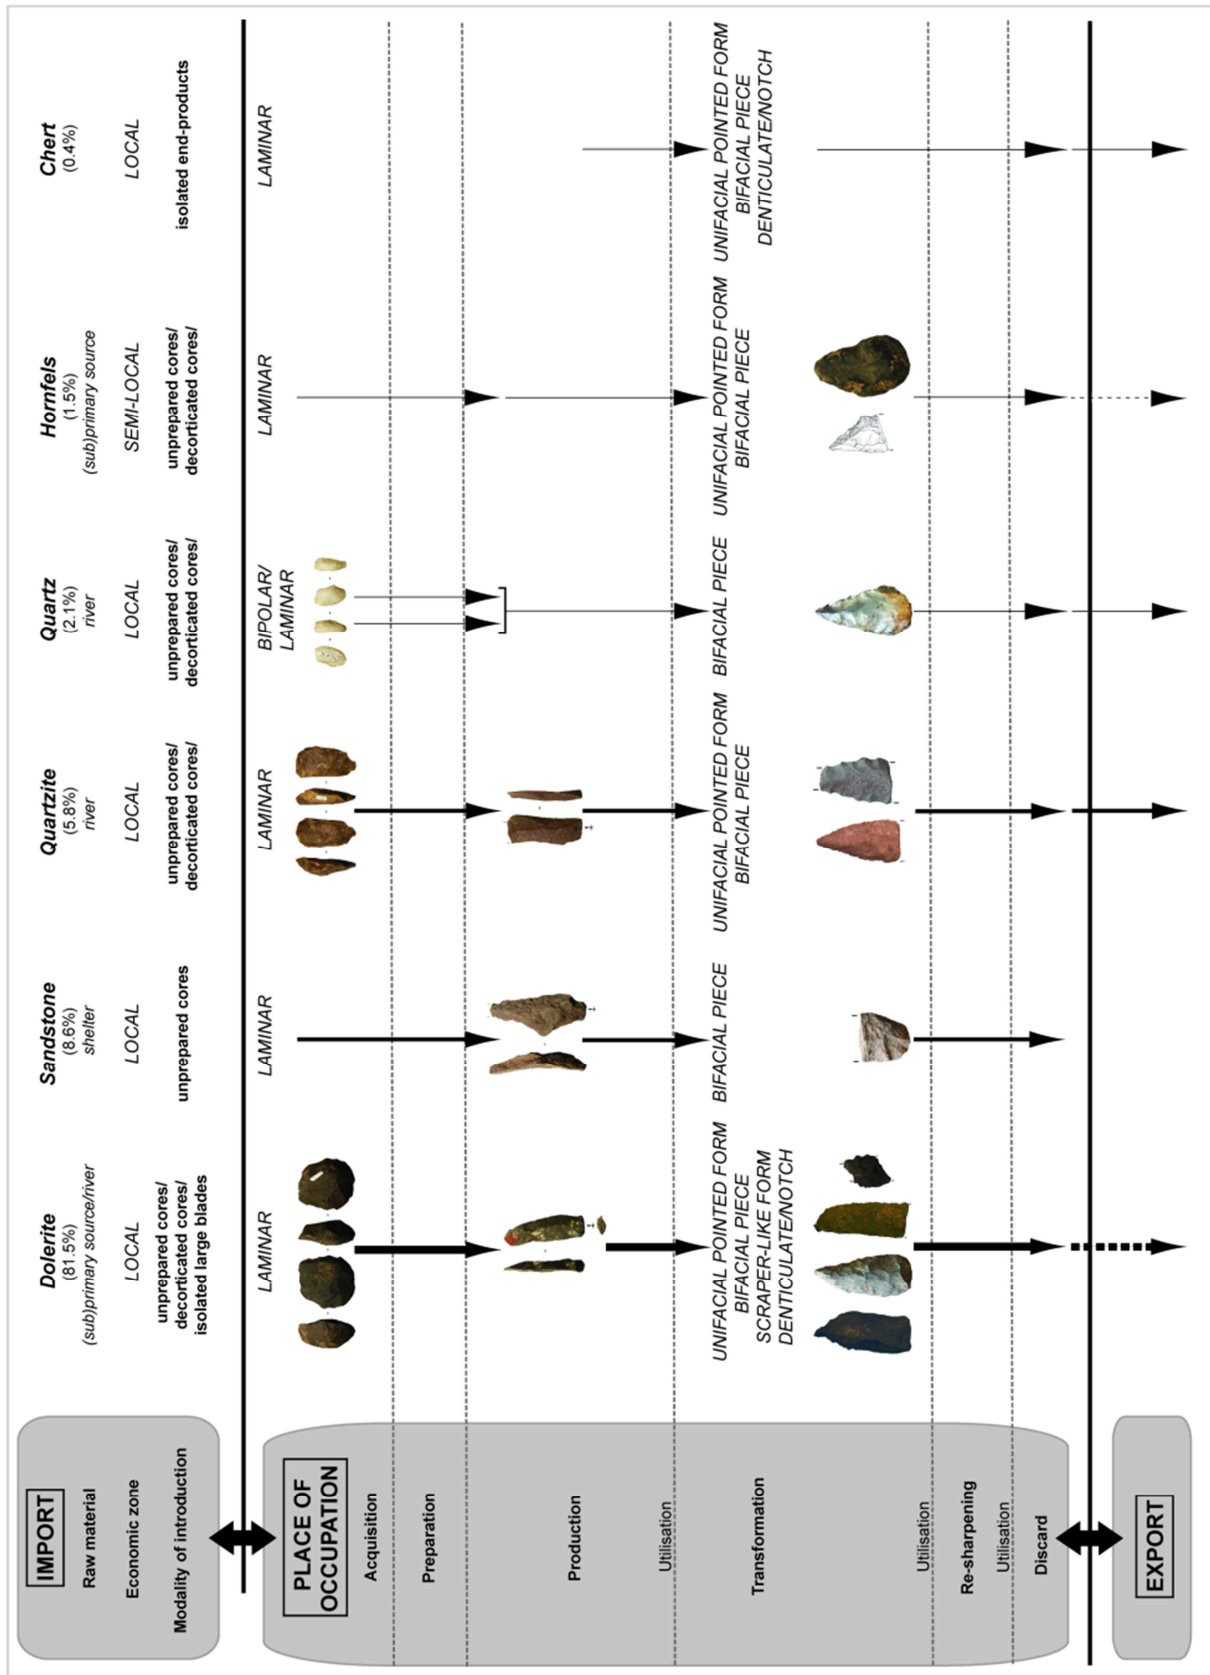 IMPORT
Raw material
Economic zone
Modality of introduction
Dolerite
(81.5%)
(sub)primary source/river
LOCAL
unprepared cores/
decorticated cores/
isolated large blades
Sandstone
(8.6%)
shelter
LOCAL
unprepared cores
Quartzite
(5.8%)
river
LOCAL
unprepared cores/
decorticated cores/
Quartz
(2.1%)
river
LOCAL
unprepared cores/
decorticated cores/
Hornfels
(1.5%)
(sub)primary source
SEMI-LOCAL
unprepared cores/
decorticated cores/
Chert
(0.4%)
LOCAL
isolated end-products
PLACE OF
OCCUPATION
Acquisition
Preparation
Production
Utilisation
Transformation
Utilisation
Re-sharpening
Utilisation
Discard
LAMINAR
LAMINAR
LAMINAR
BIPOLAR/
LAMINAR
LAMINAR
LAMINAR
UNIFACIAL POINTED FORM
BIFACIAL PIECE
SCRAPER-LIKE FORM
DENTICULATE/NOTCH
BIFACIAL PIECE
UNIFACIAL POINTED FORM
BIFACIAL PIECE
BIFACIAL PIECE
UNIFACIAL POINTED FORM
BIFACIAL PIECE
UNIFACIAL POINTED FORM
BIFACIAL PIECE
DENTICULATE/NOTCH
EXPORT